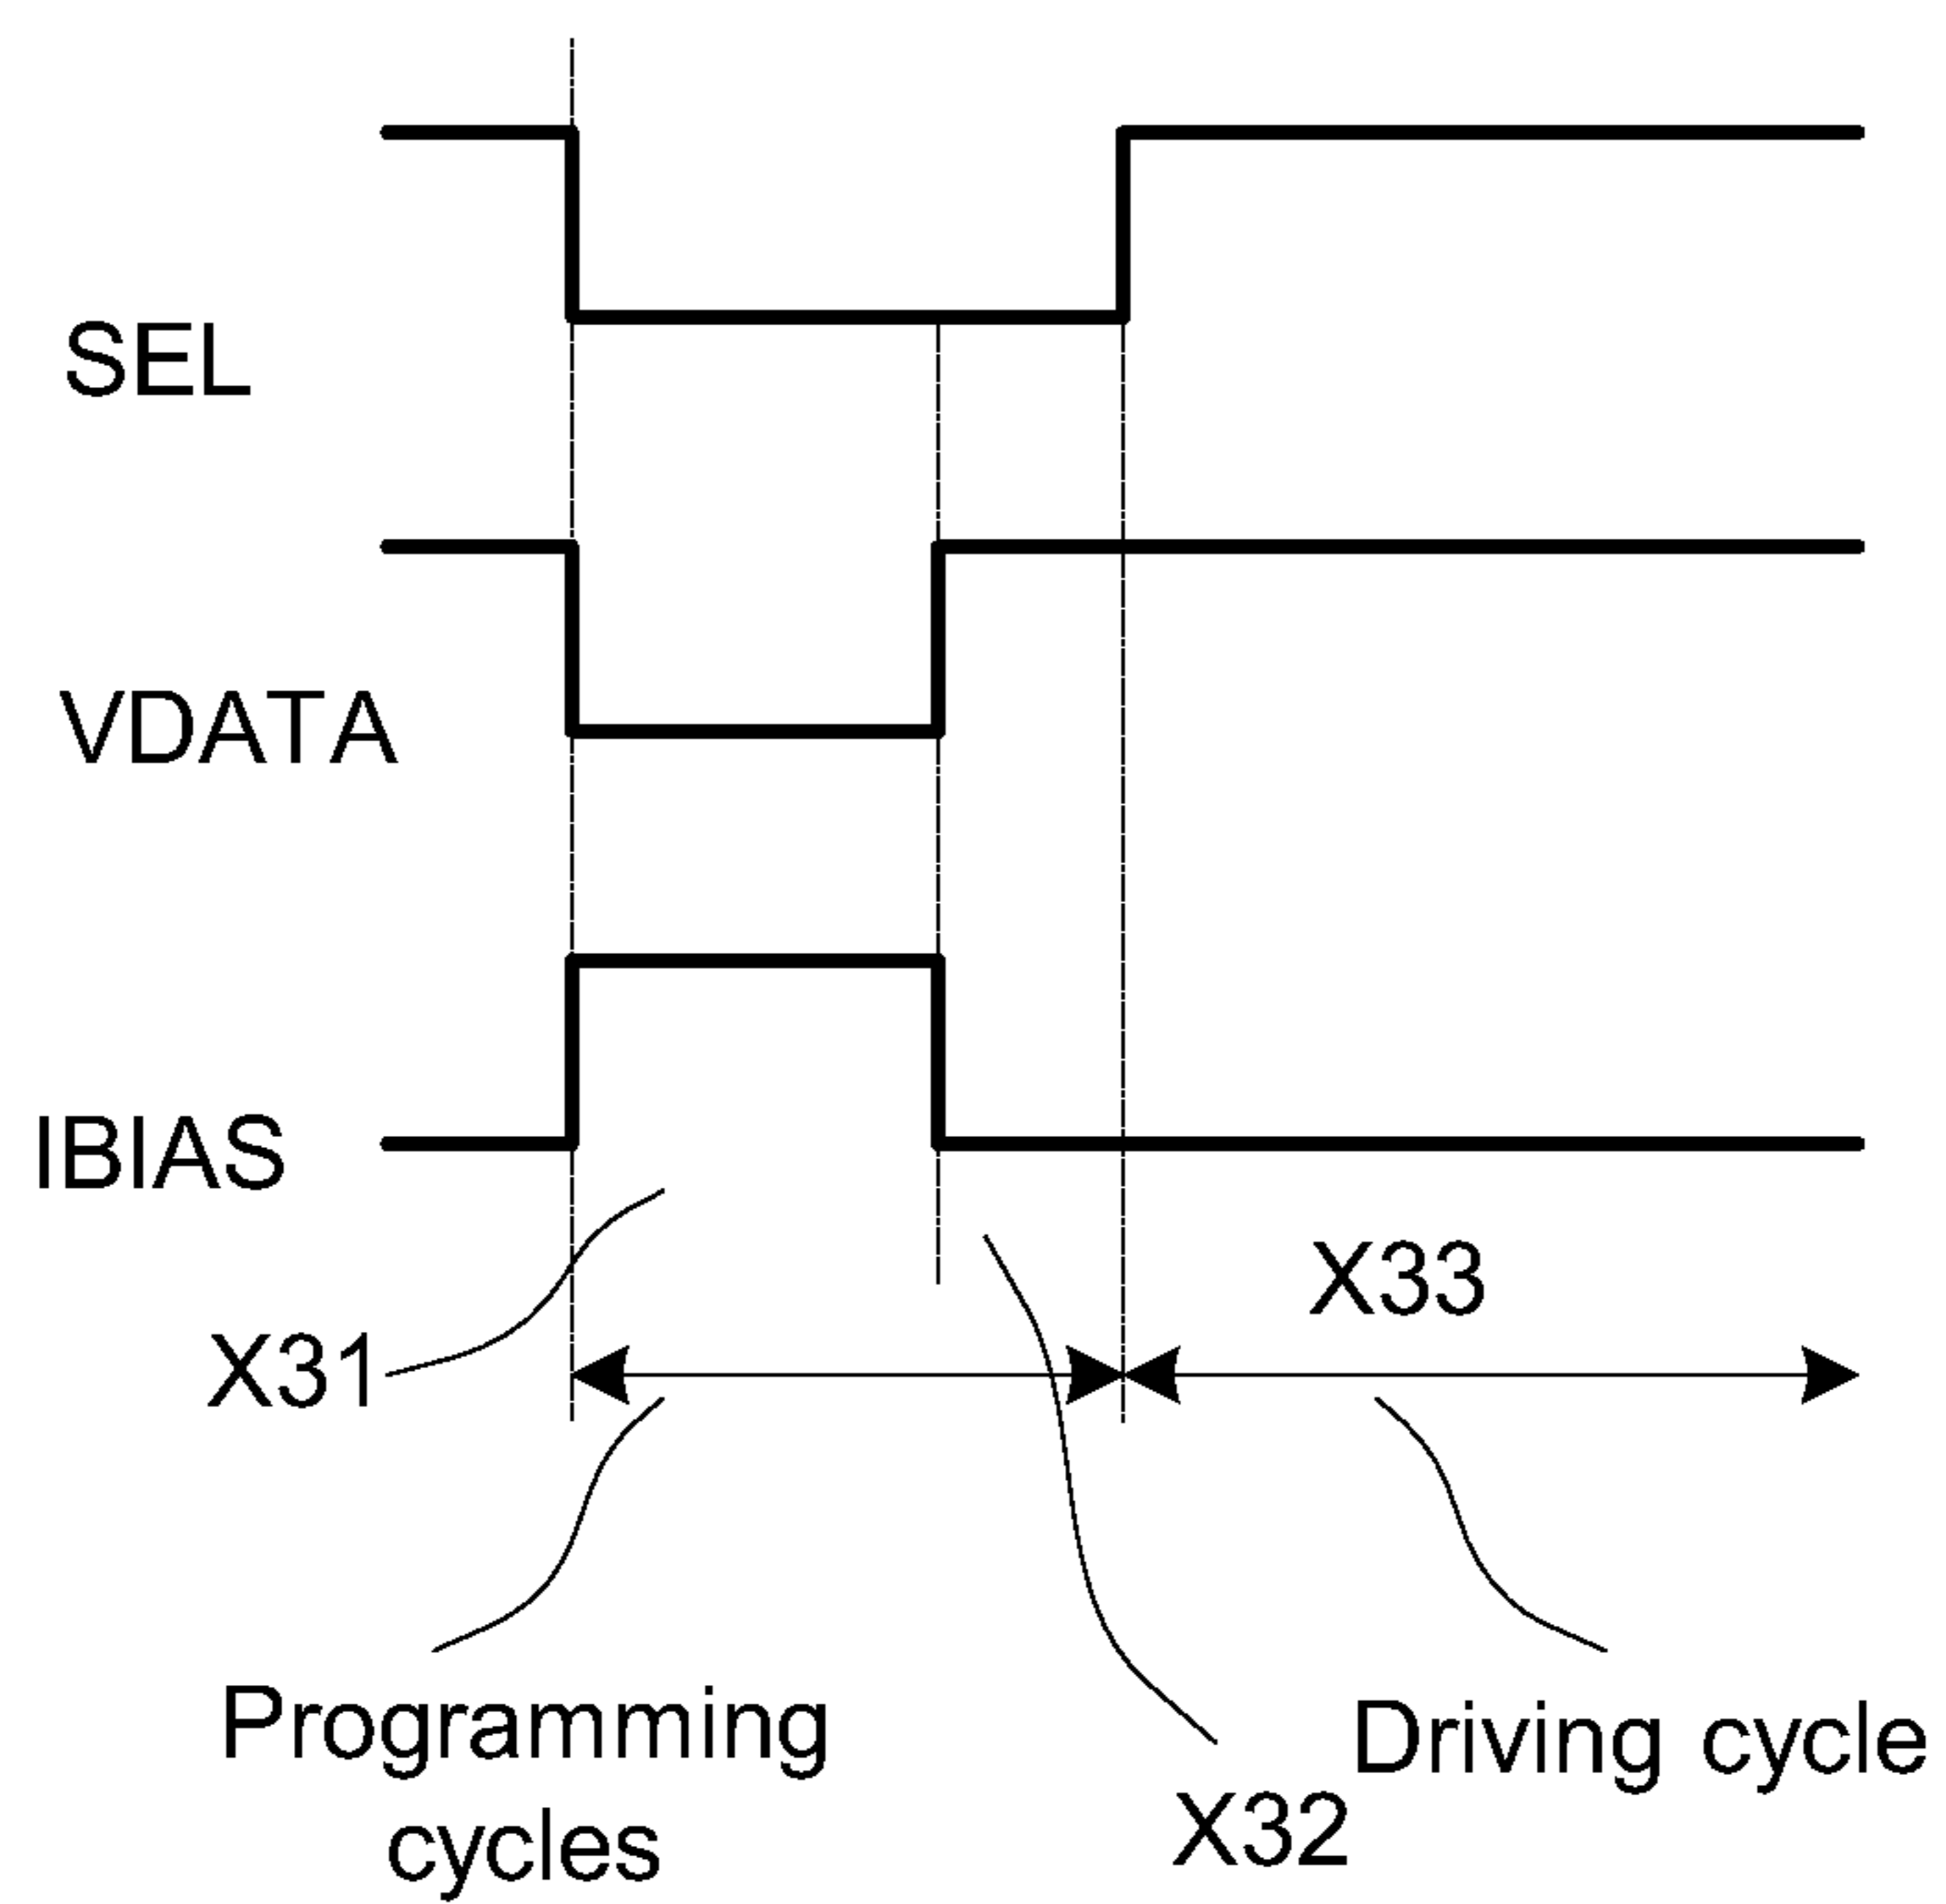 SEL
VDATA
IBIAS
X33
X31
Programming
cycles
Driving cycle
X32